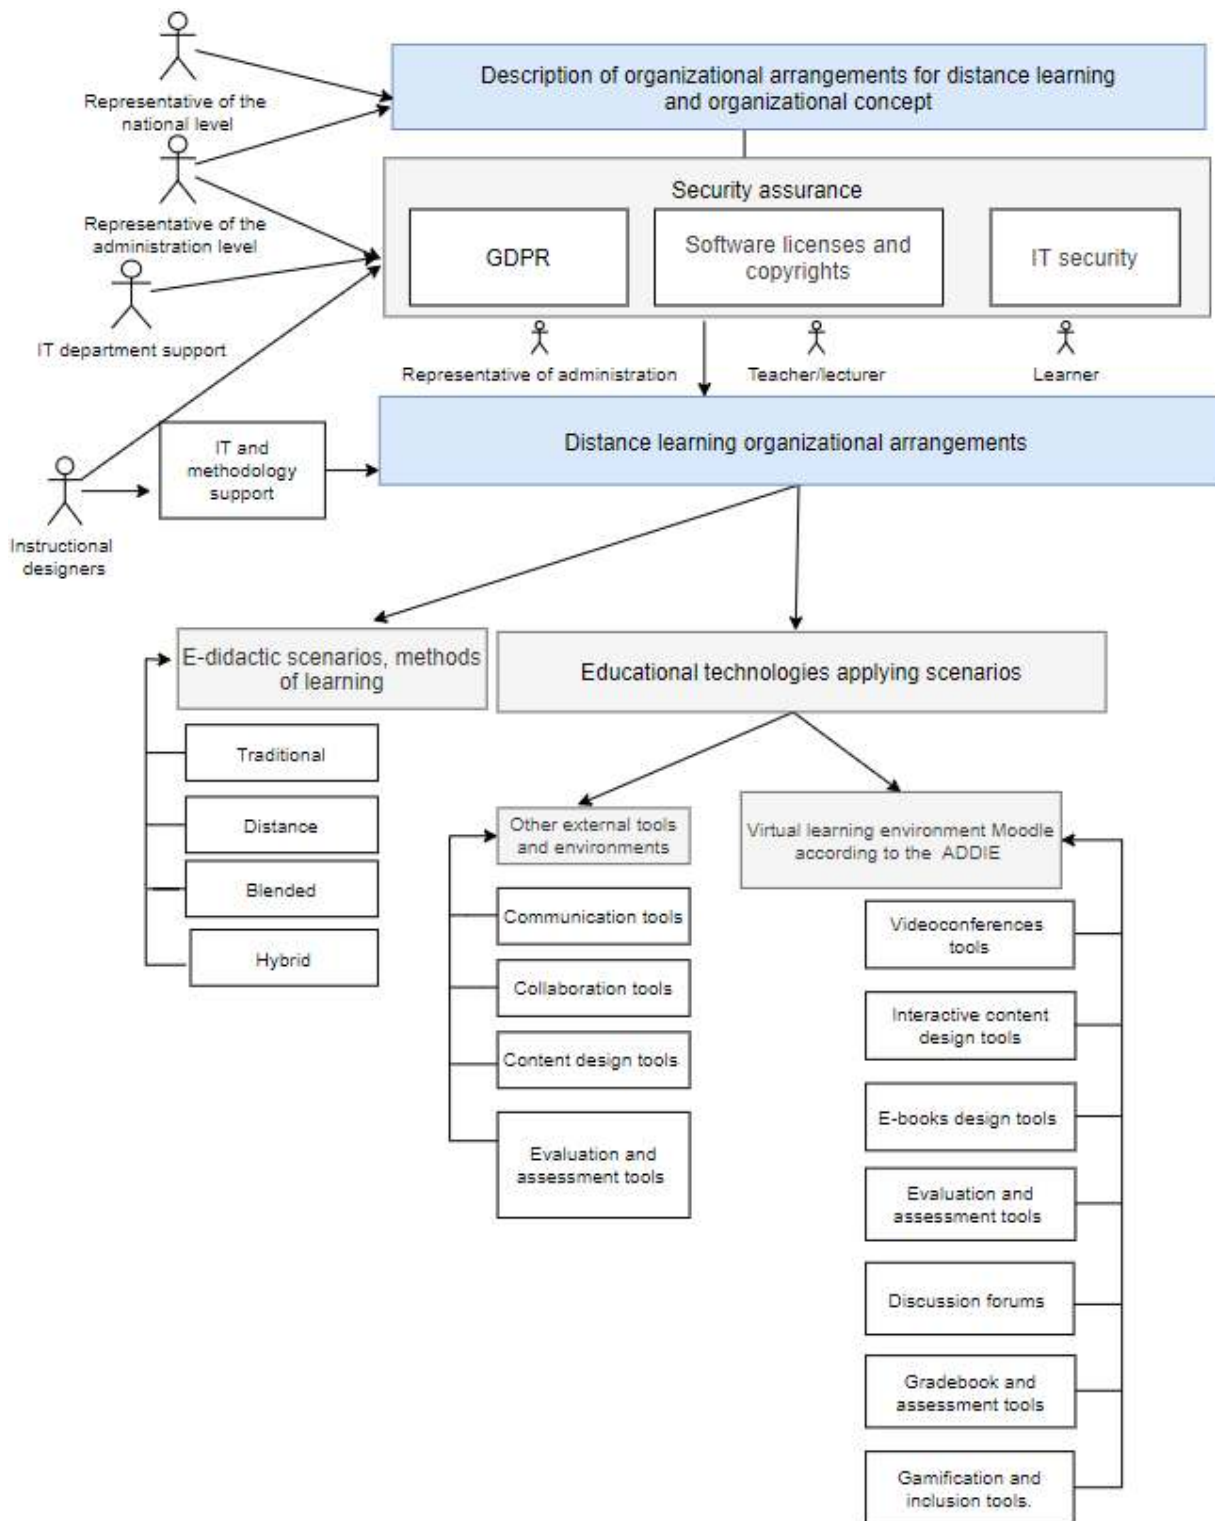 Description of organizational arrangements for distance learning
and organizational concept
Representative of the
national level
Security assurance
GDPR
Software licenses and
copyrights
IT security
Representative of the
administration level
IT department support
Representative of administration
Teacher/lecturer
Learner
Distance learning organizational arrangements
IT and
methodology
support
Instructional
designers
E-didactic scenarios, methods
of learning
Traditional
Distance
Blended
Hybrid
Educational technologies applying scenarios
Other external tools
and environments
Communication tools
Collaboration tools
Content design tools
Evaluation and
assessment tools
Virtual learning environment Moodle
according to the ADDIE
Videoconferences
tools
Interactive content
design tools
E-books design tools
Evaluation and
assessment tools
Discussion forums
Gradebook and
assessment tools
Gamification and
inclusion tools.